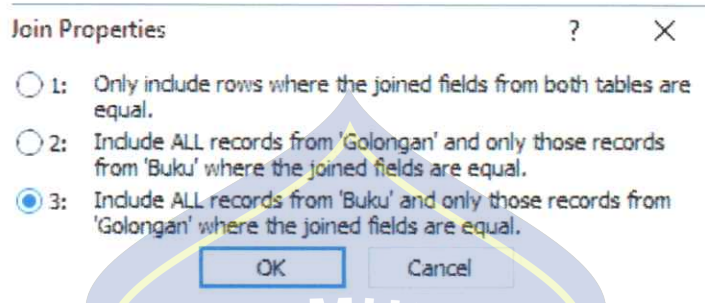 Join Properties ? ✕
1: Only include rows where the joined fields from both tables are
equal.
2: Include ALL records from 'Golongan' and only those records
from 'Buku' where the joined fields are equal.
3: Include ALL records from 'Buku' and only those records from
'Golongan' where the joined fields are equal.
OK Cancel